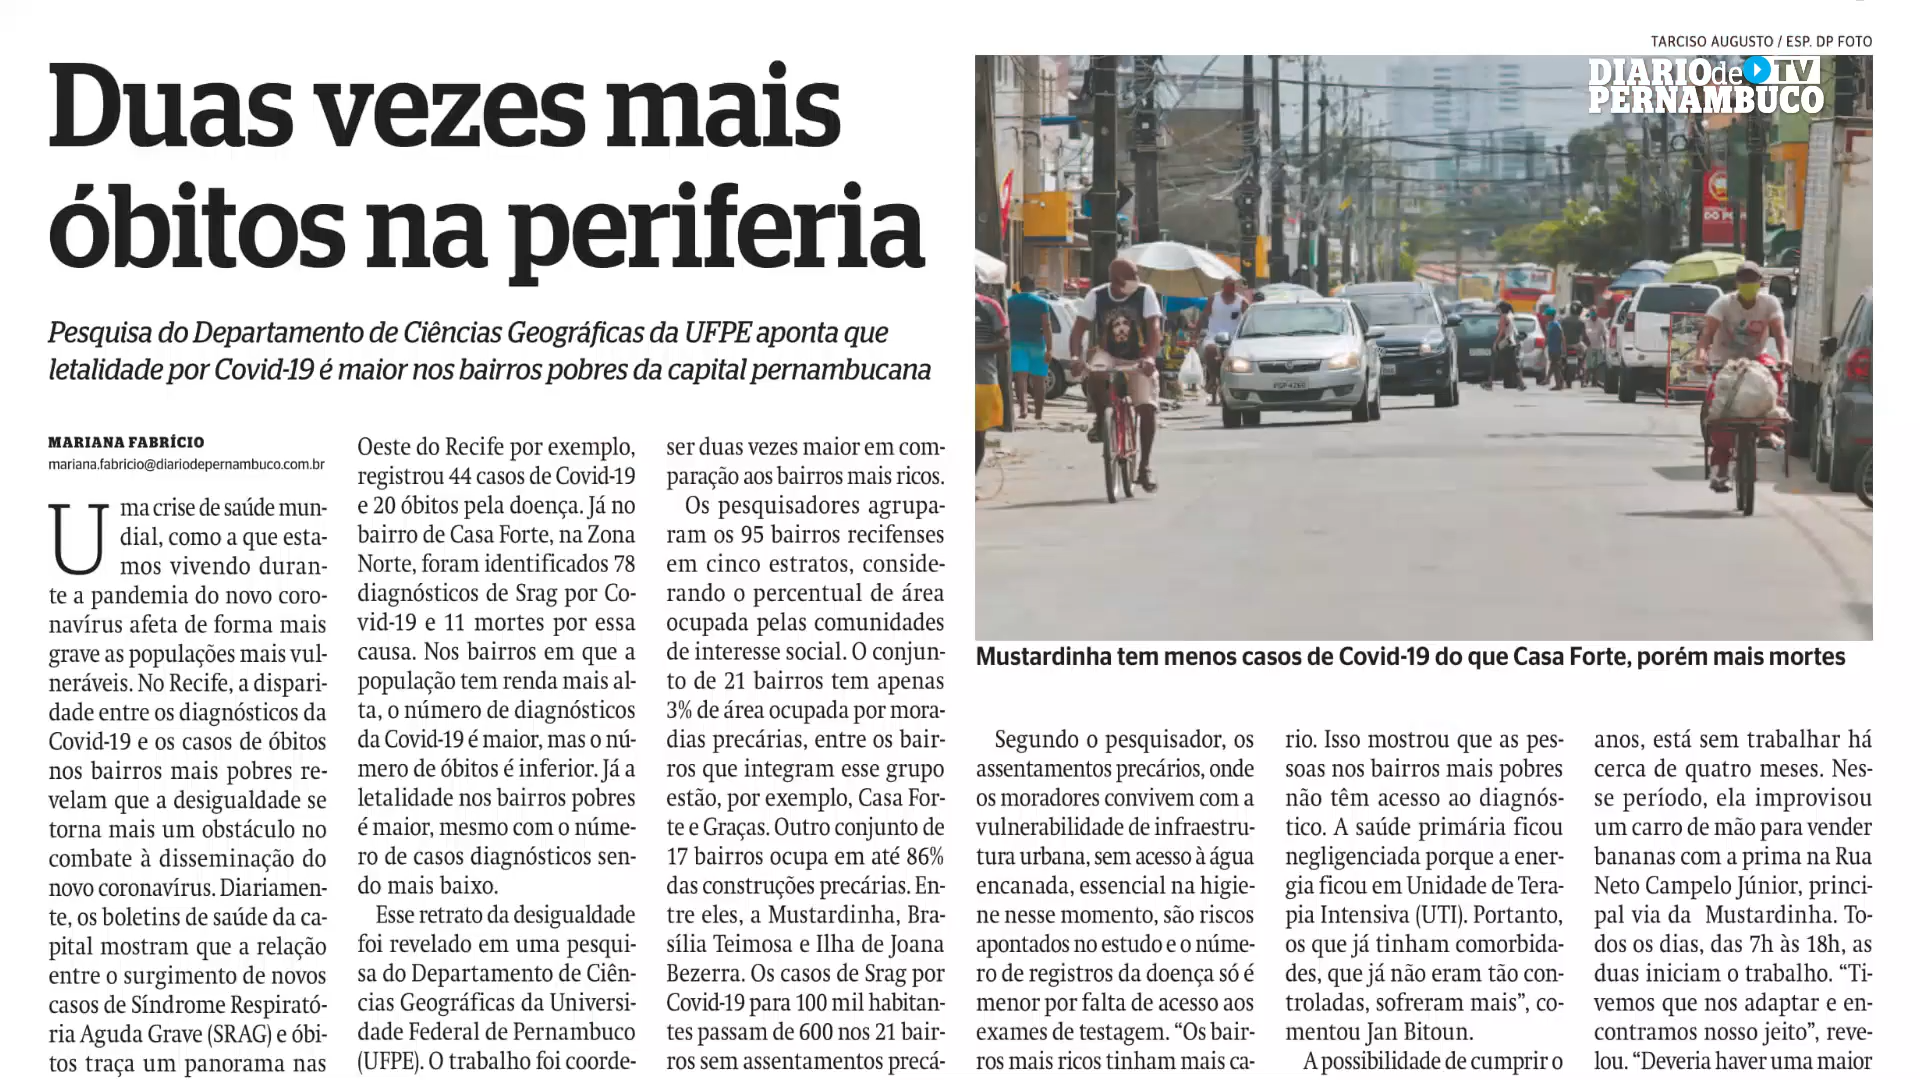 TARCISO AUGUSTO / ESP. DP FOTO
DIARIO de TV
PERNAMBUCO
Duas vezes mais
óbitos na periferia
Pesquisa do Departamento de Ciências Geográficas da UFPE aponta que
letalidade por Covid-19 é maior nos bairros pobres da capital pernambucana
MARIANA FABRÍCIO
mariana.fabricio@diariodepernambuco.com.br
Uma crise de saúde mun-
dial, como a que esta-
mos vivendo duran-
te a pandemia do novo coro-
navírus afeta de forma mais
grave as populações mais vul-
neráveis. No Recife, a dispari-
dade entre os diagnósticos da
Covid-19 e os casos de óbitos
nos bairros mais pobres re-
velam que a desigualdade se
torna mais um obstáculo no
combate à disseminação do
novo coronavírus. Diariamen-
te, os boletins de saúde da ca-
pital mostram que a relação
entre o surgimento de novos
casos de Síndrome Respirató-
ria Aguda Grave (SRAG) e óbi-
tos traça um panorama nas
Oeste do Recife por exemplo,
registrou 44 casos de Covid-19
e 20 óbitos pela doença. Já no
bairro de Casa Forte, na Zona
Norte, foram identificados 78
diagnósticos de Srag por Co-
vid-19 e 11 mortes por essa
causa. Nos bairros em que a
população tem renda mais al-
ta, o número de diagnósticos
da Covid-19 é maior, mas o nú-
mero de óbitos é inferior. Já a
letalidade nos bairros pobres
é maior, mesmo com o núme-
ro de casos diagnósticos sen-
do mais baixo.
Esse retrato da desigualdade
foi revelado em uma pesqui-
sa do Departamento de Ciên-
cias Geográficas da Universi-
dade Federal de Pernambuco
(UFPE). O trabalho foi coorde-
ser duas vezes maior em com-
paração aos bairros mais ricos.
Os pesquisadores agrupa-
ram os 95 bairros recifenses
em cinco estratos, conside-
rando o percentual de área
ocupada pelas comunidades
de interesse social. O conjun-
to de 21 bairros tem apenas
3% de área ocupada por mora-
dias precárias, entre os bair-
ros que integram esse grupo
estão, por exemplo, Casa For-
te e Graças. Outro conjunto de
17 bairros ocupa em até 86%
das construções precárias. En-
tre eles, a Mustardinha, Bra-
sília Teimosa e Ilha de Joana
Bezerra. Os casos de Srag por
Covid-19 para 100 mil habitan-
tes passam de 600 nos 21 bair-
ros sem assentamentos precá-
Mustardinha tem menos casos de Covid-19 do que Casa Forte, porém mais mortes
Segundo o pesquisador, os
assentamentos precários, onde
os moradores convivem com a
vulnerabilidade de infraestru-
tura urbana, sem acesso à água
encanada, essencial na higie-
ne nesse momento, são riscos
apontados no estudo e o núme-
ro de registros da doença só é
menor por falta de acesso aos
exames de testagem. “Os bair-
ros mais ricos tinham mais ca-
rio. Isso mostrou que as pes-
soas nos bairros mais pobres
não têm acesso ao diagnós-
tico. A saúde primária ficou
negligenciada porque a ener-
gia ficou em Unidade de Tera-
pia Intensiva (UTI). Portanto,
os que já tinham comorbida-
des, que já não eram tão con-
troladas, sofreram mais”, co-
mentou Jan Bitoun.
A possibilidade de cumprir o
anos, está sem trabalhar há
cerca de quatro meses. Nes-
se período, ela improvisou
um carro de mão para vender
bananas com a prima na Rua
Neto Campelo Júnior, princi-
pal via da Mustardinha. To-
dos os dias, das 7h às 18h, as
duas iniciam o trabalho. “Ti-
vemos que nos adaptar e en-
contramos nosso jeito”, reve-
lou. “Deveria haver uma maior